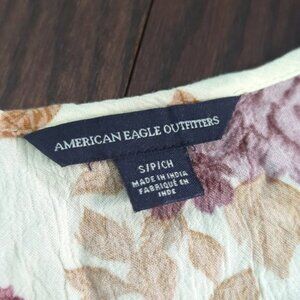 AMERICAN EAGLE OUTFITTERS
S/P/CH
MADE IN INDIA
FABRIQUÉ EN
INDE